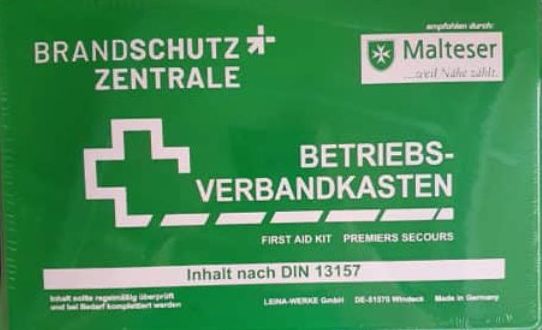 BRANDSCHUTZ
ZENTRALE
empfohlen durch:
Malteser
...weil Nähe zählt.
BETRIEBS-
VERBANDKASTEN
FIRST AID KIT PREMIERS SECOURS
Inhalt nach DIN 13157
Inhalt sollte regelmäßig überprüft
und bei Bedarf komplettiert werden
LEINA-WERKE GmbH DE-51570 Windeck Made in Germany